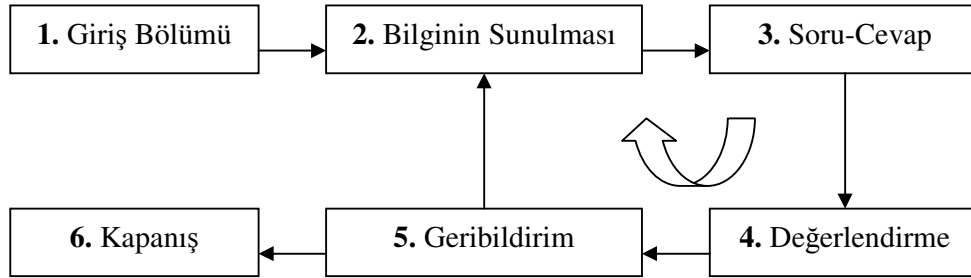 1. Giriş Bölümü
2. Bilginin Sunulması
3. Soru-Cevap
6. Kapanış
5. Geribildirim
4. Değerlendirme